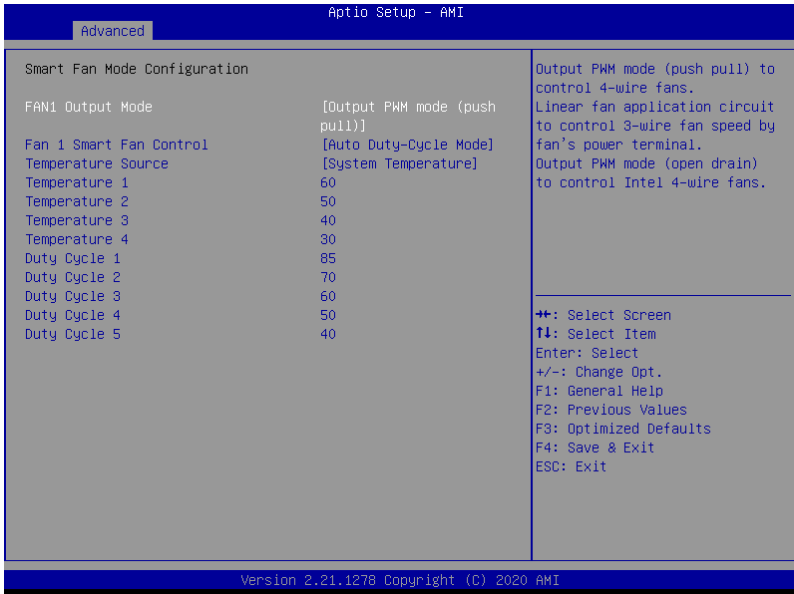 Aptio Setup – AMI
Advanced
Smart Fan Mode Configuration
FAN1 Output Mode [Output PWM mode (push
pull)]
Fan 1 Smart Fan Control [Auto Duty-Cycle Mode]
Temperature Source [System Temperature]
Temperature 1 60
Temperature 2 50
Temperature 3 40
Temperature 4 30
Duty Cycle 1 85
Duty Cycle 2 70
Duty Cycle 3 60
Duty Cycle 4 50
Duty Cycle 5 40
Output PWM mode (push pull) to
control 4-wire fans.
Linear fan application circuit
to control 3-wire fan speed by
fan's power terminal.
Output PWM mode (open drain)
to control Intel 4-wire fans.
→←: Select Screen
↑↓: Select Item
Enter: Select
+/-: Change Opt.
F1: General Help
F2: Previous Values
F3: Optimized Defaults
F4: Save & Exit
ESC: Exit
Version 2.21.1278 Copyright (C) 2020 AMI